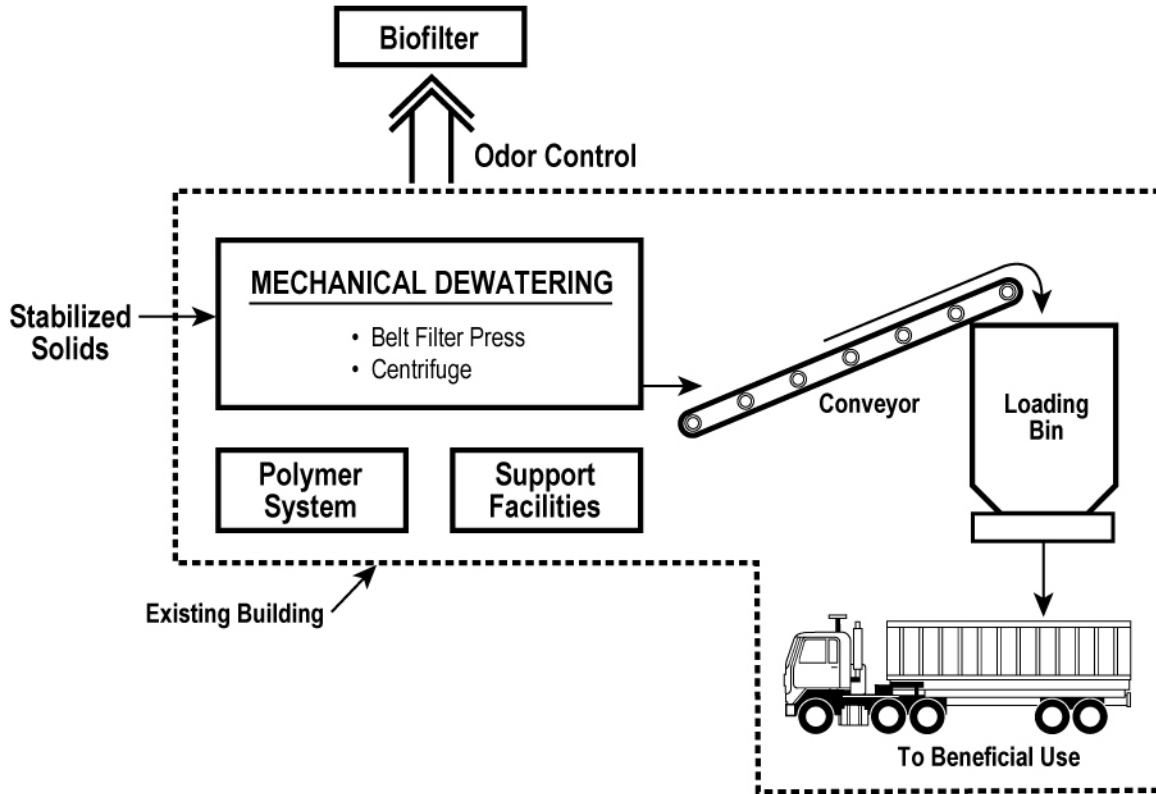 Biofilter
Odor Control
MECHANICAL DEWATERING
• Belt Filter Press
• Centrifuge
Stabilized
Solids
Conveyor
Loading
Bin
Polymer
System
Support
Facilities
Existing Building
To Beneficial Use